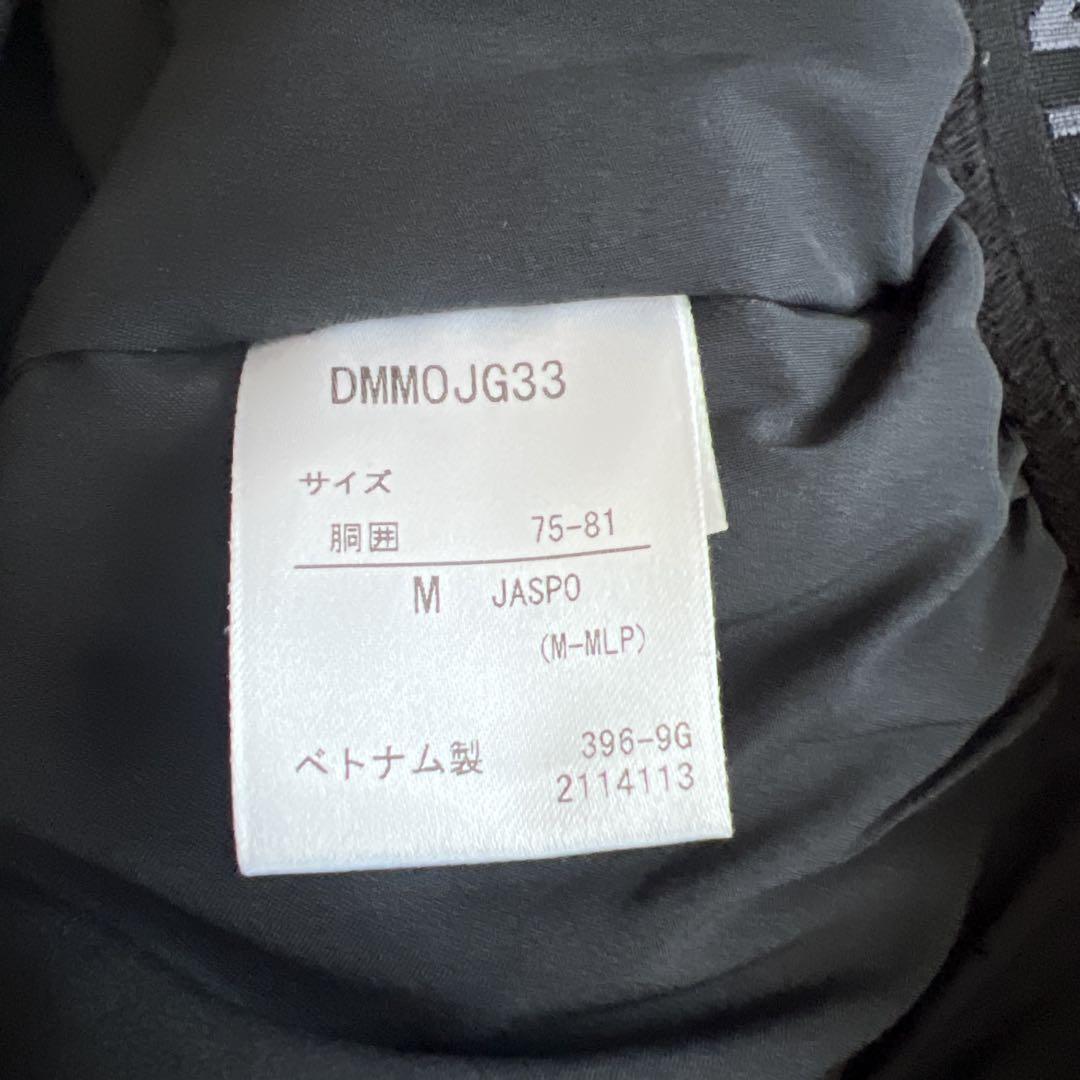 DMMOJG33
サイズ
胴囲 75-81
M JASPO
(M-MLP)
ベトナム製 396-9G
2114113